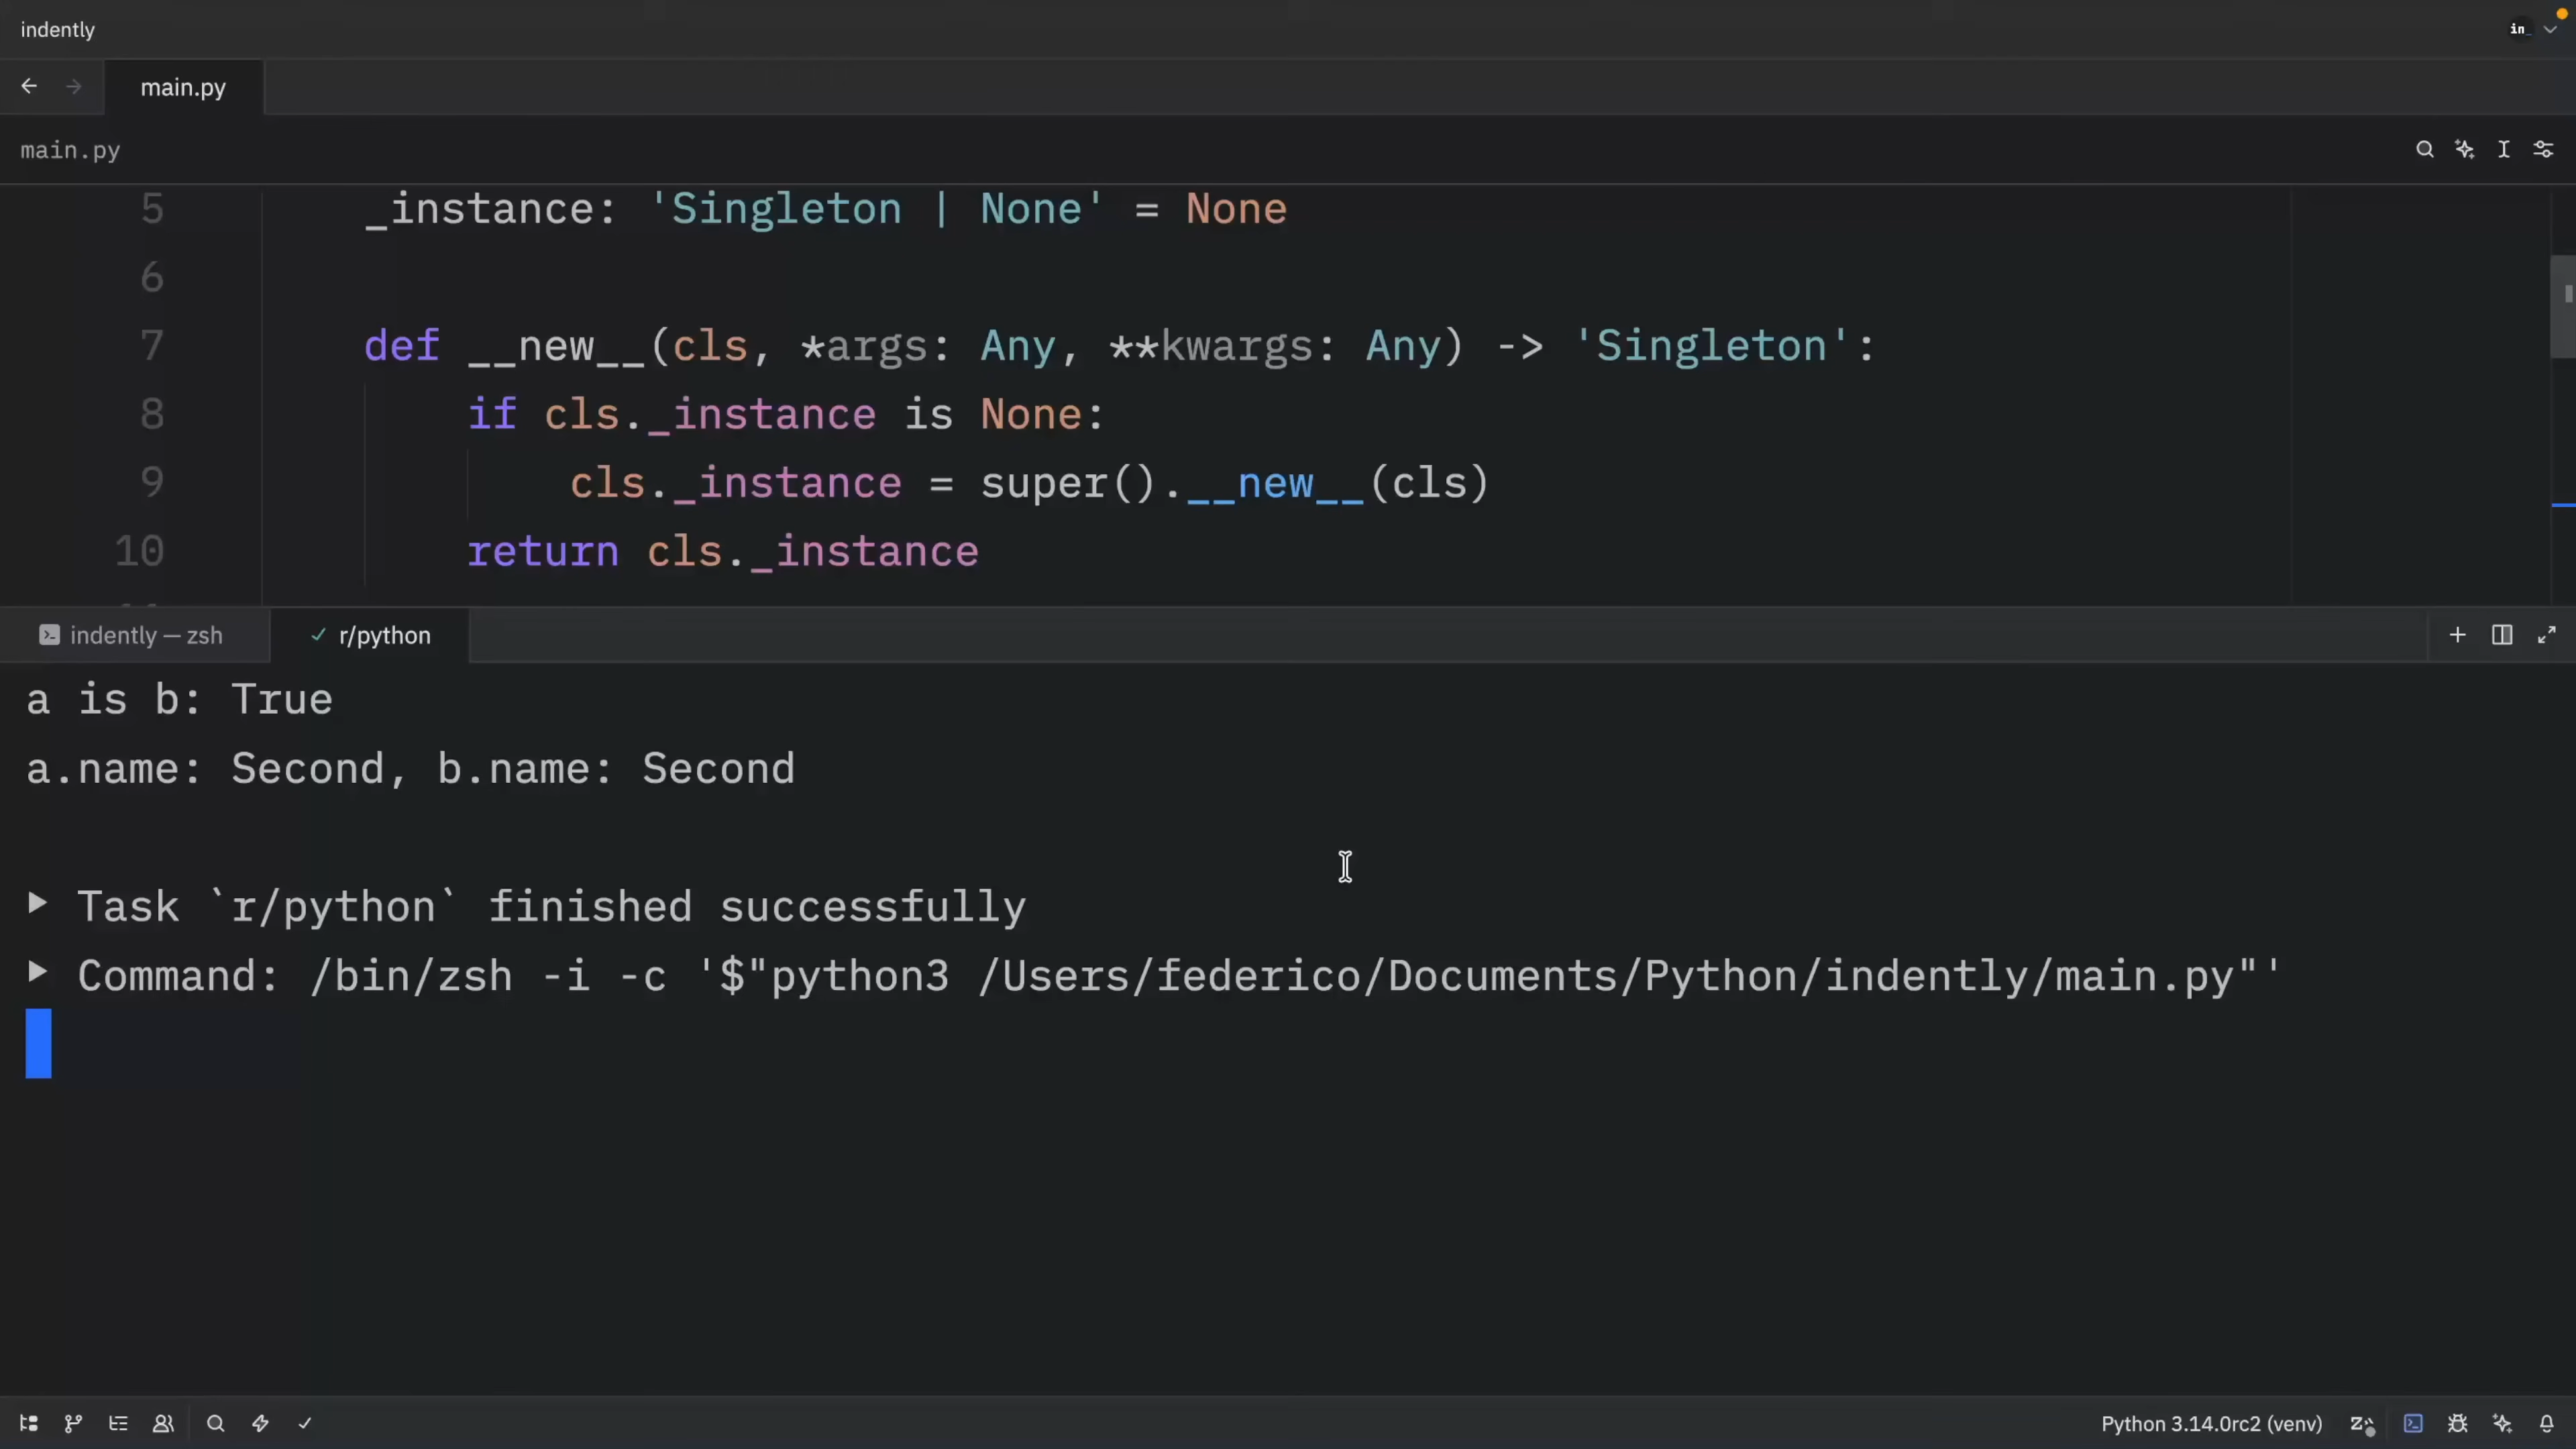 indently
in_
main.py
main.py
5 _instance: 'Singleton | None' = None
6
7 def __new__(cls, *args: Any, **kwargs: Any) -> 'Singleton':
8 if cls._instance is None:
9 cls._instance = super().__new__(cls)
10 return cls._instance
indently — zsh
r/python
a is b: True
a.name: Second, b.name: Second
Task `r/python` finished successfully
Command: /bin/zsh -i -c '$"python3 /Users/federico/Documents/Python/indently/main.py"'
Python 3.14.0rc2 (venv)